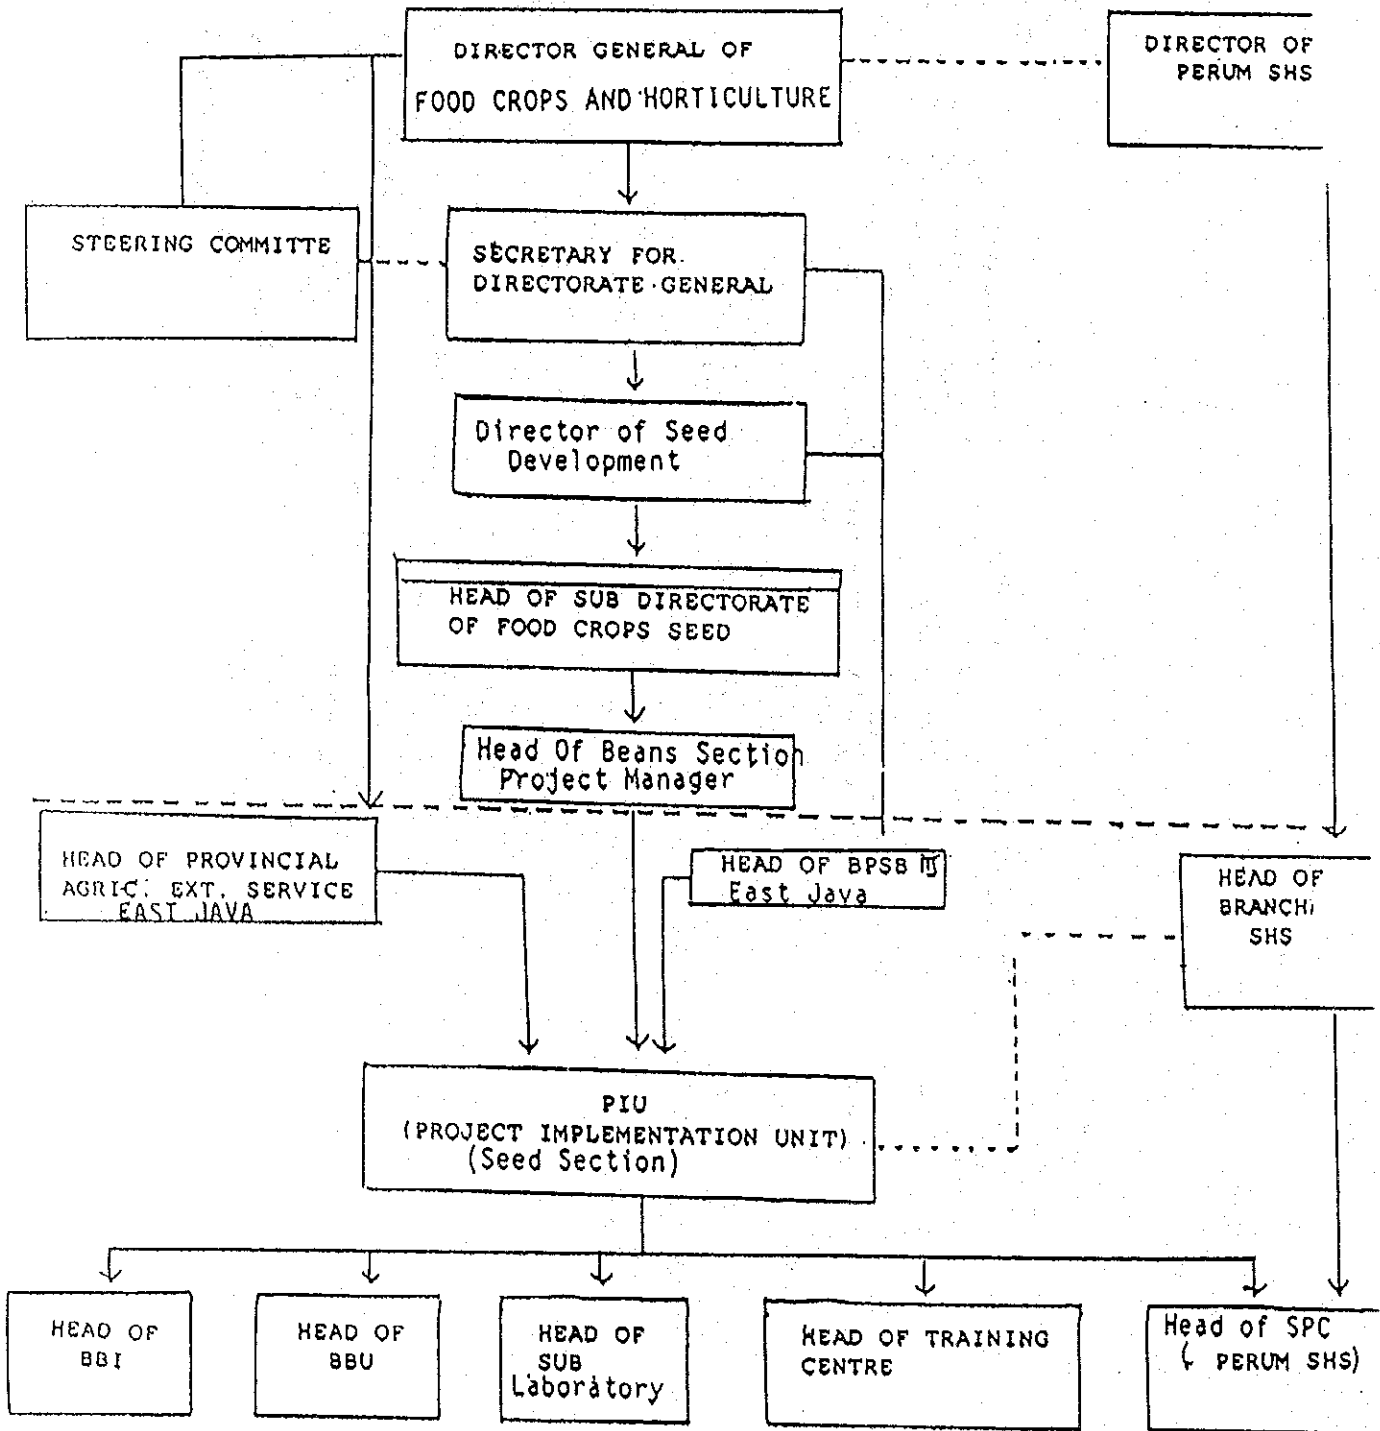 DIRECTOR GENERAL OF
FOOD CROPS AND HORTICULTURE
DIRECTOR OF
PERUM SHS
STEERING COMMITTE
SECRETARY FOR.
DIRECTORATE GENERAL
Director of Seed
Development
HEAD OF SUB DIRECTORATE
OF FOOD CROPS SEED
Head Of Beans Section
Project Manager
HEAD OF PROVINCIAL
AGRIC. EXT. SERVICE
EAST JAVA
HEAD OF BPSB
East Java
HEAD OF
BRANCH
SHS
PIU
(PROJECT IMPLEMENTATION UNIT)
(Seed Section)
HEAD OF
BBI
HEAD OF
BBU
HEAD OF
SUB
Laboratory
HEAD OF TRAINING
CENTRE
Head of SPC
( PERUM SHS)